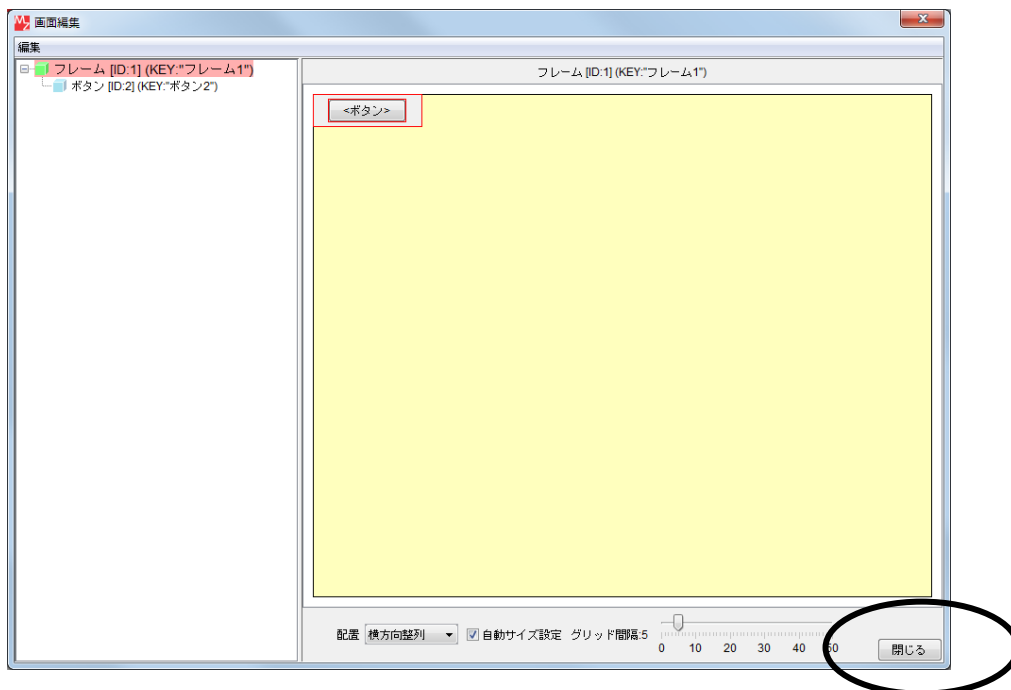 画面編集
編集
フレーム [ID:1] (KEY:"フレーム1")
ボタン [ID:2] (KEY:"ボタン2")
フレーム [ID:1] (KEY:"フレーム1")
<ボタン>
配置 横方向整列 自動サイズ設定 グリッド間隔:5
0 10 20 30 40 50
閉じる